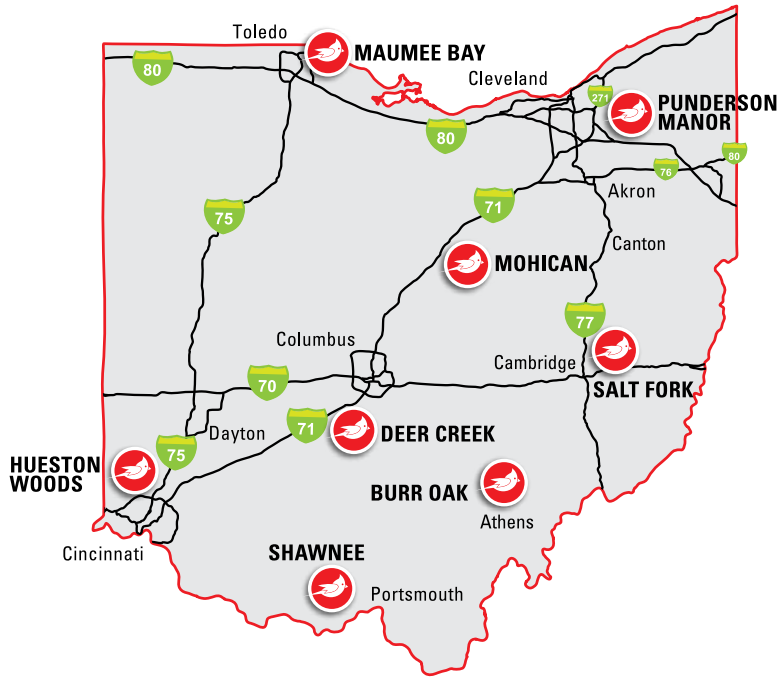 Toledo
MAUMEE BAY
80
Cleveland
271
PUNDERSON
MANOR
80
80
76
Akron
71
75
Canton
MOHICAN
77
Columbus
Cambridge
70
SALT FORK
71
Dayton
DEER CREEK
75
HUESTON
WOODS
BURR OAK
Athens
Cincinnati
SHAWNEE
Portsmouth